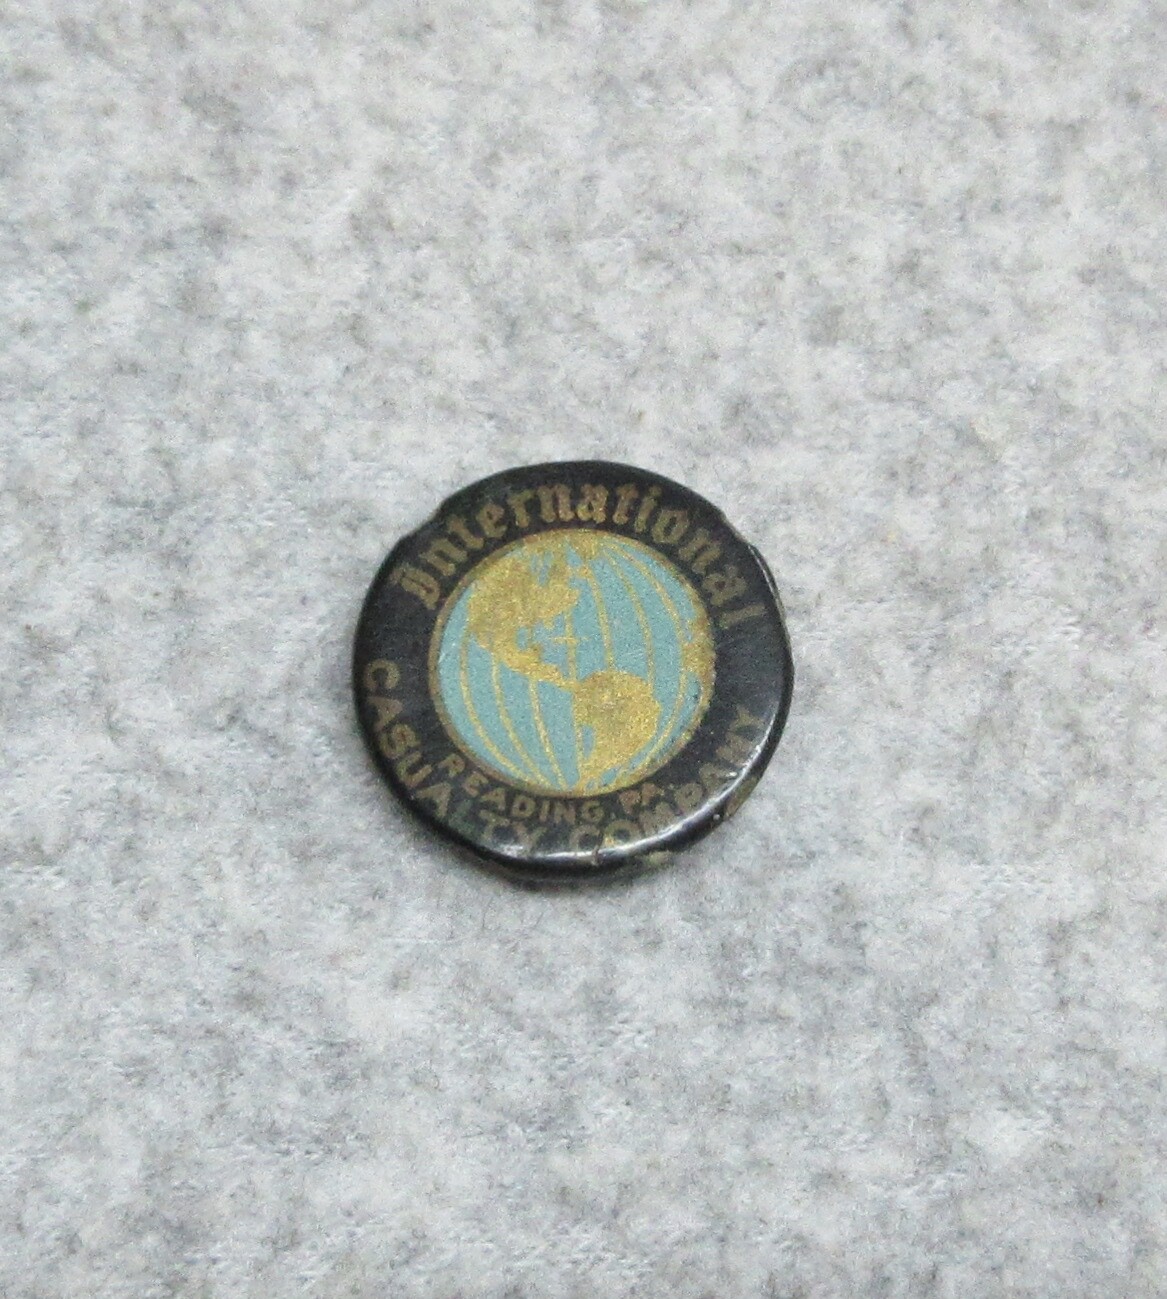 International
READING, PA.
CASUALTY COMPANY